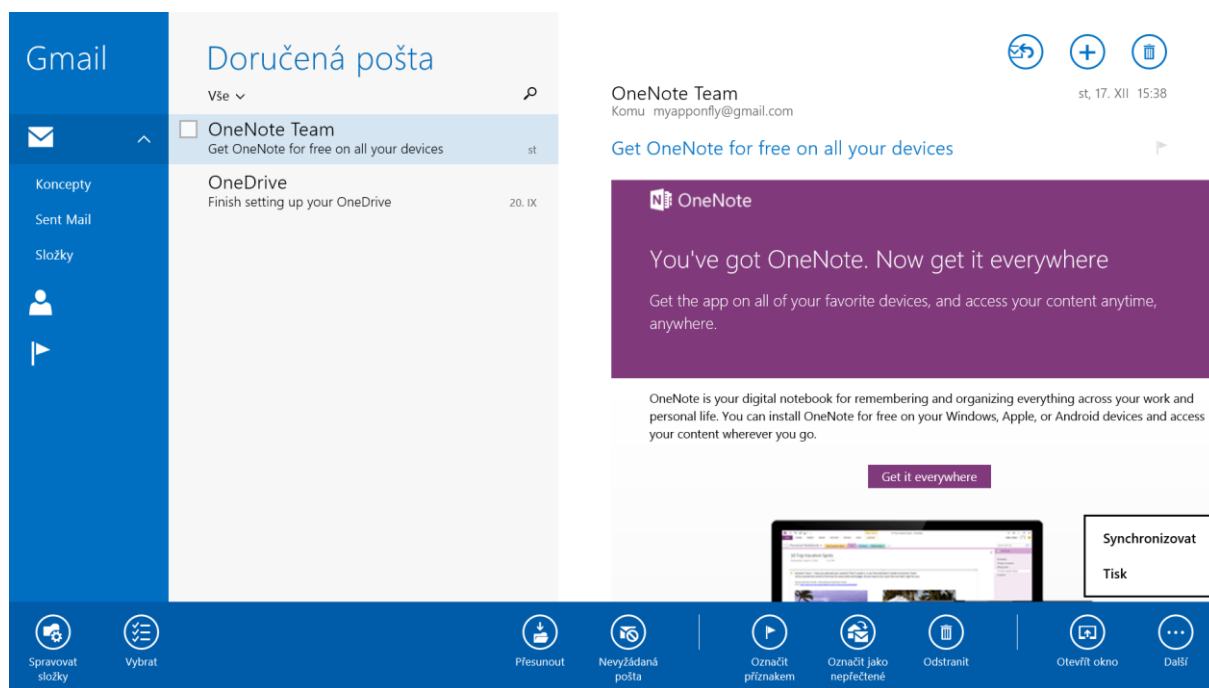 Gmail
Koncepty
Sent Mail
Složky
Doručená pošta
Vše
OneNote Team
Get OneNote for free on all your devices
st
OneDrive
Finish setting up your OneDrive
20. IX
OneNote Team
st, 17. XII 15:38
Komu myapponfly@gmail.com
Get OneNote for free on all your devices
OneNote
You've got OneNote. Now get it everywhere
Get the app on all of your favorite devices, and access your content anytime,
anywhere.
OneNote is your digital notebook for remembering and organizing everything across your work and
personal life. You can install OneNote for free on your Windows, Apple, or Android devices and access
your content wherever you go.
Get it everywhere
Synchronizovat
Tisk
Spravovat
složky
Vybrat
Přesunout
Nevyžádaná
pošta
Označit
příznakem
Označit jako
nepřečtené
Odstranit
Otevřít okno
Další